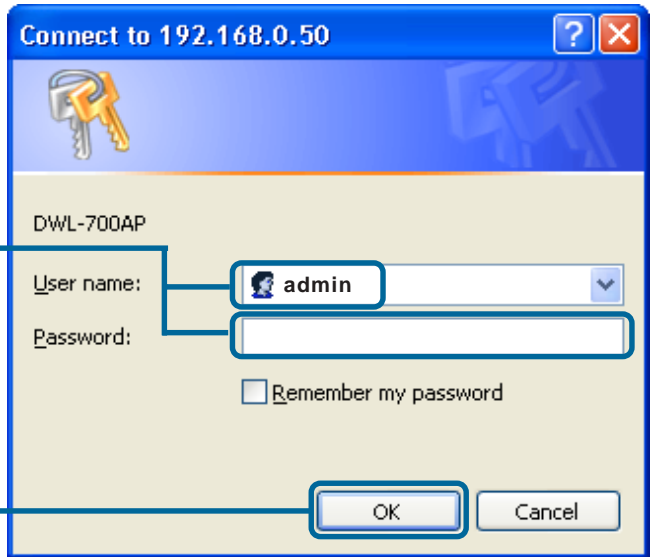 Connect to 192.168.0.50
DWL-700AP
User name:
admin
Password:
Remember my password
OK
Cancel